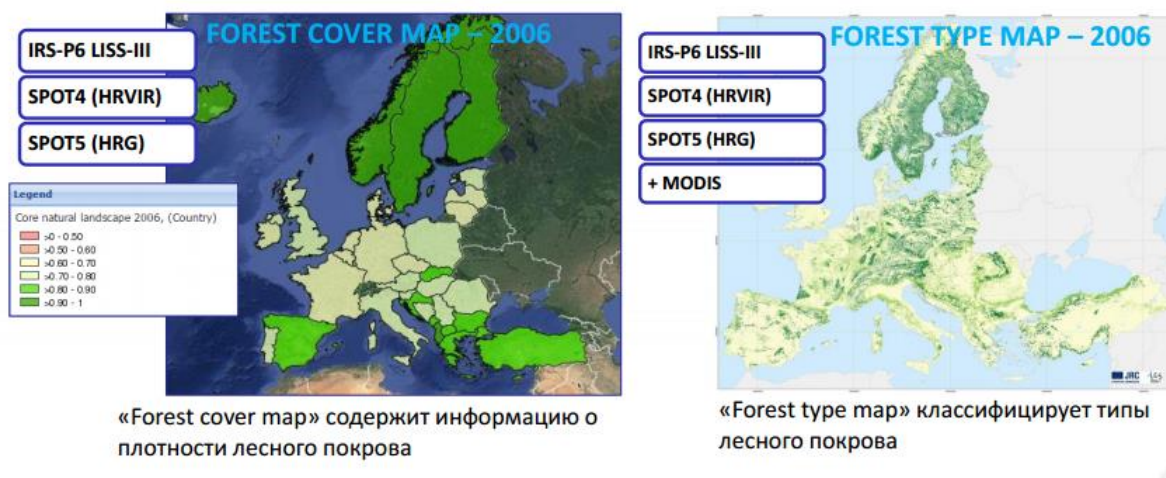 FOREST COVER MAP – 2006
IRS-P6 LISS-III
SPOT4 (HRVIR)
SPOT5 (HRG)
Legend
Core natural landscape 2006, (Country)
>0 - 0.50
>0.50 - 0.60
>0.60 - 0.70
>0.70 - 0.80
>0.80 - 0.90
>0.90 - 1
«Forest cover map» содержит информацию о
плотности лесного покрова
FOREST TYPE MAP – 2006
IRS-P6 LISS-III
SPOT4 (HRVIR)
SPOT5 (HRG)
+ MODIS
JRC
«Forest type map» классифицирует типы
лесного покрова